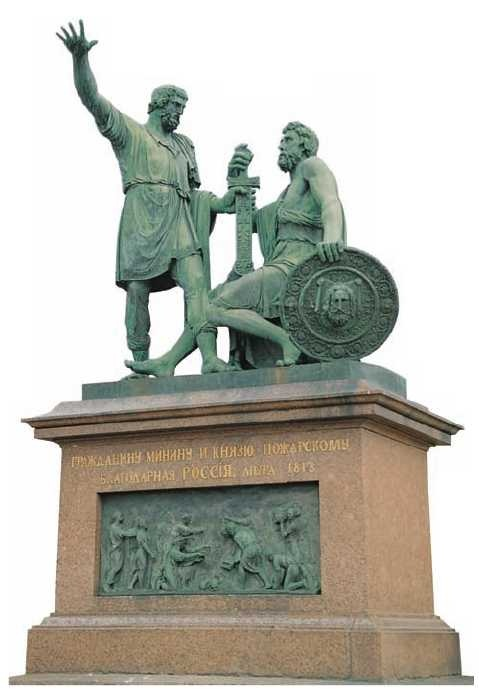 ГРАЖДАНИНУ МИНИНУ И КНЯЗЮ ПОЖАРСКОМУ
БЛАГОДАРНАЯ РОССІЯ. ЛѢТА 1818